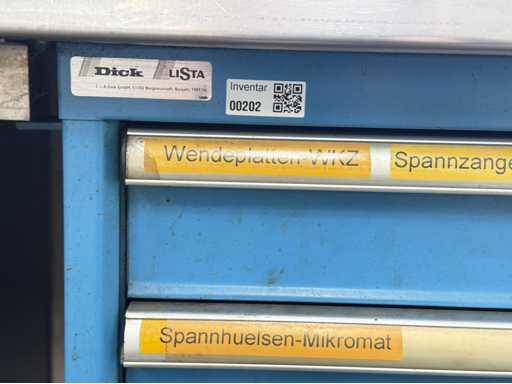 Dick LISTA
Inventar
00202
Wendeplatten-WKZ Spannzange
Spannhuelsen-Mikromat